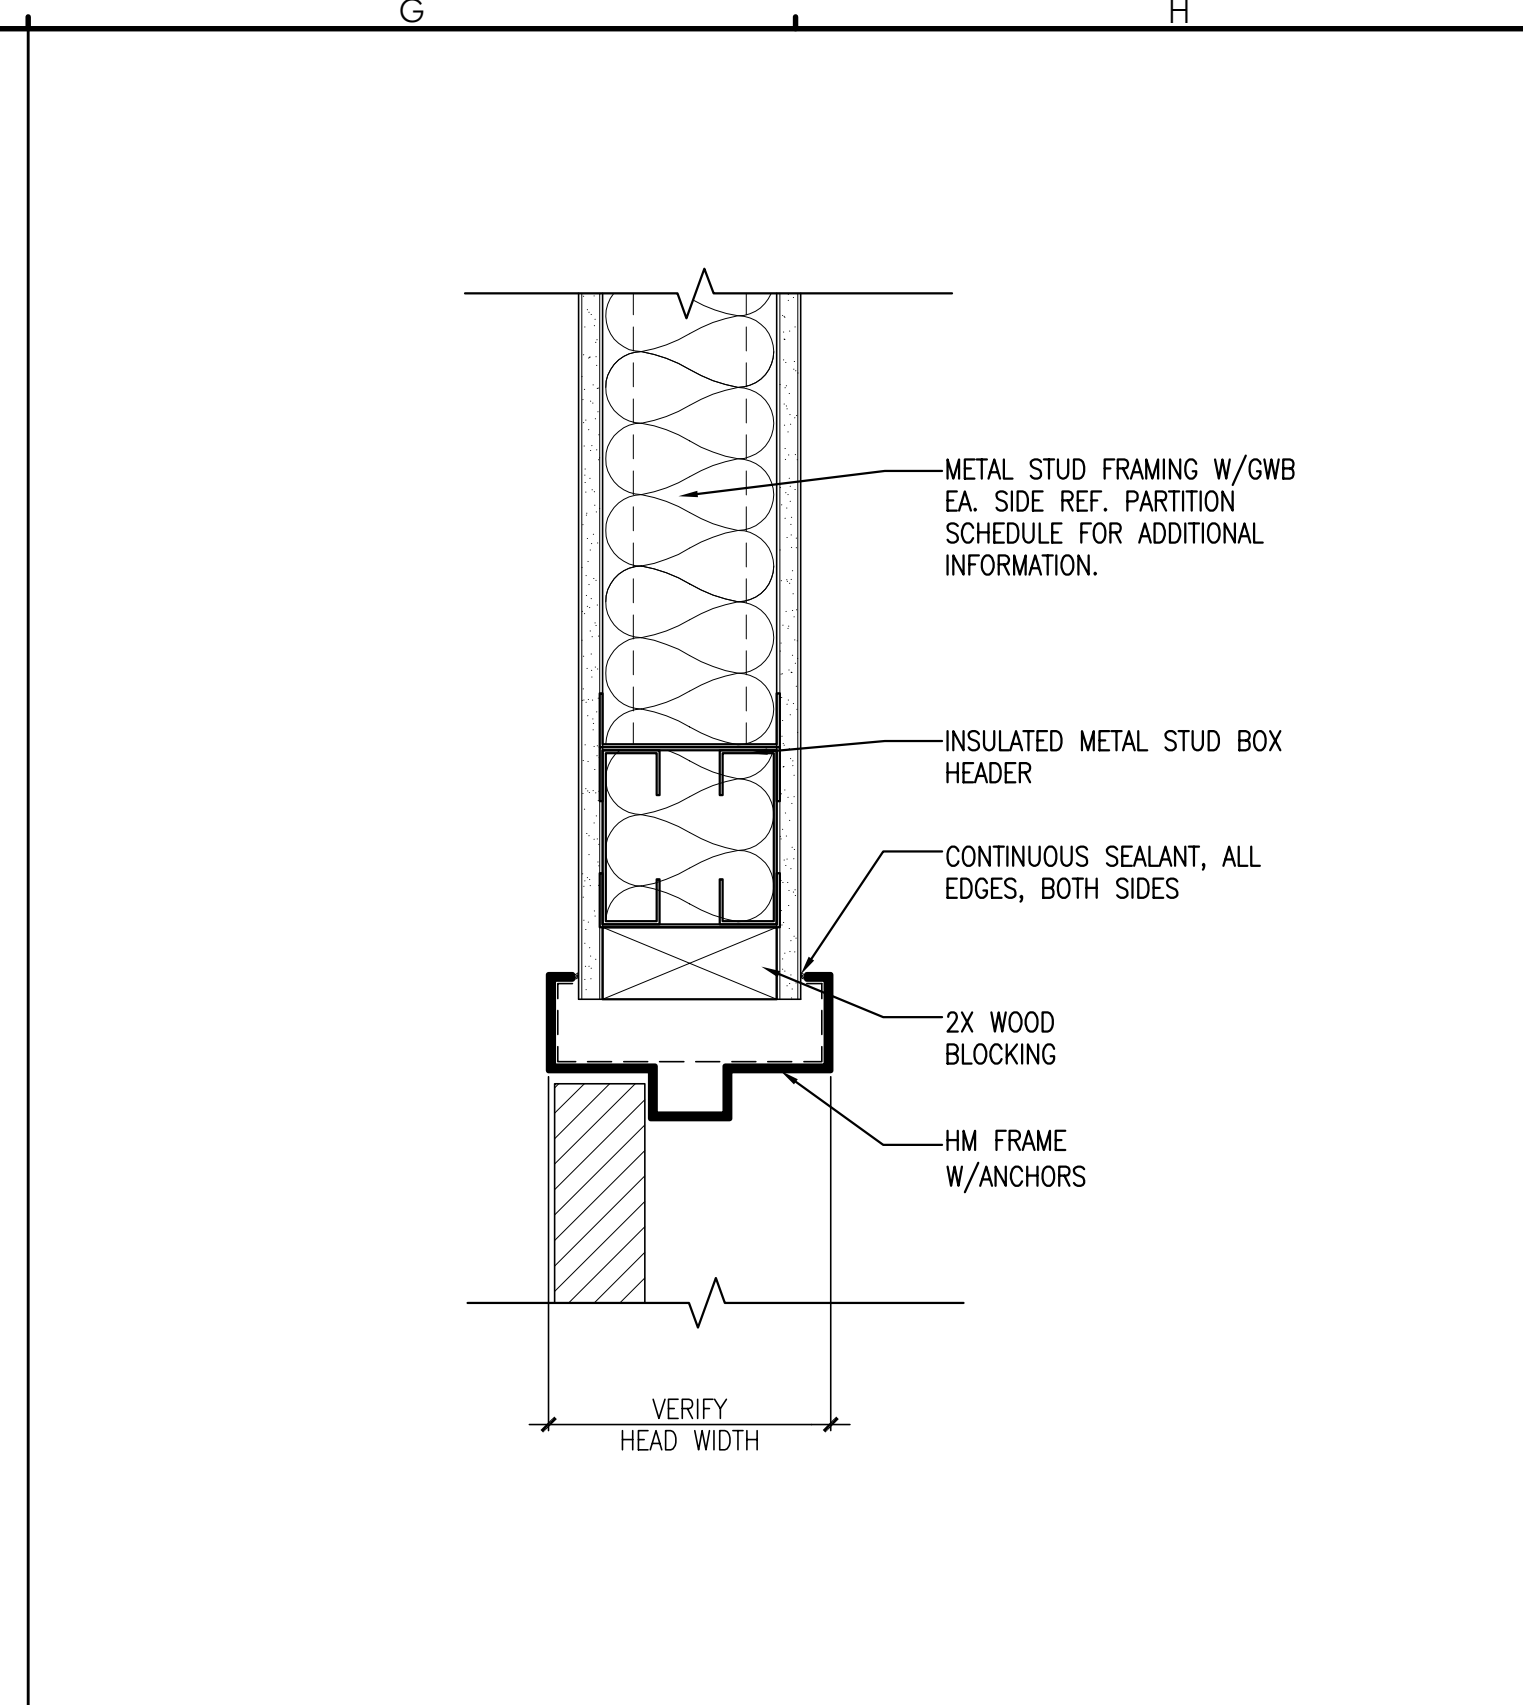 G
H
METAL STUD FRAMING W/GWB
EA. SIDE REF. PARTITION
SCHEDULE FOR ADDITIONAL
INFORMATION.
INSULATED METAL STUD BOX
HEADER
CONTINUOUS SEALANT, ALL
EDGES, BOTH SIDES
2X WOOD
BLOCKING
HM FRAME
W/ANCHORS
VERIFY
HEAD WIDTH